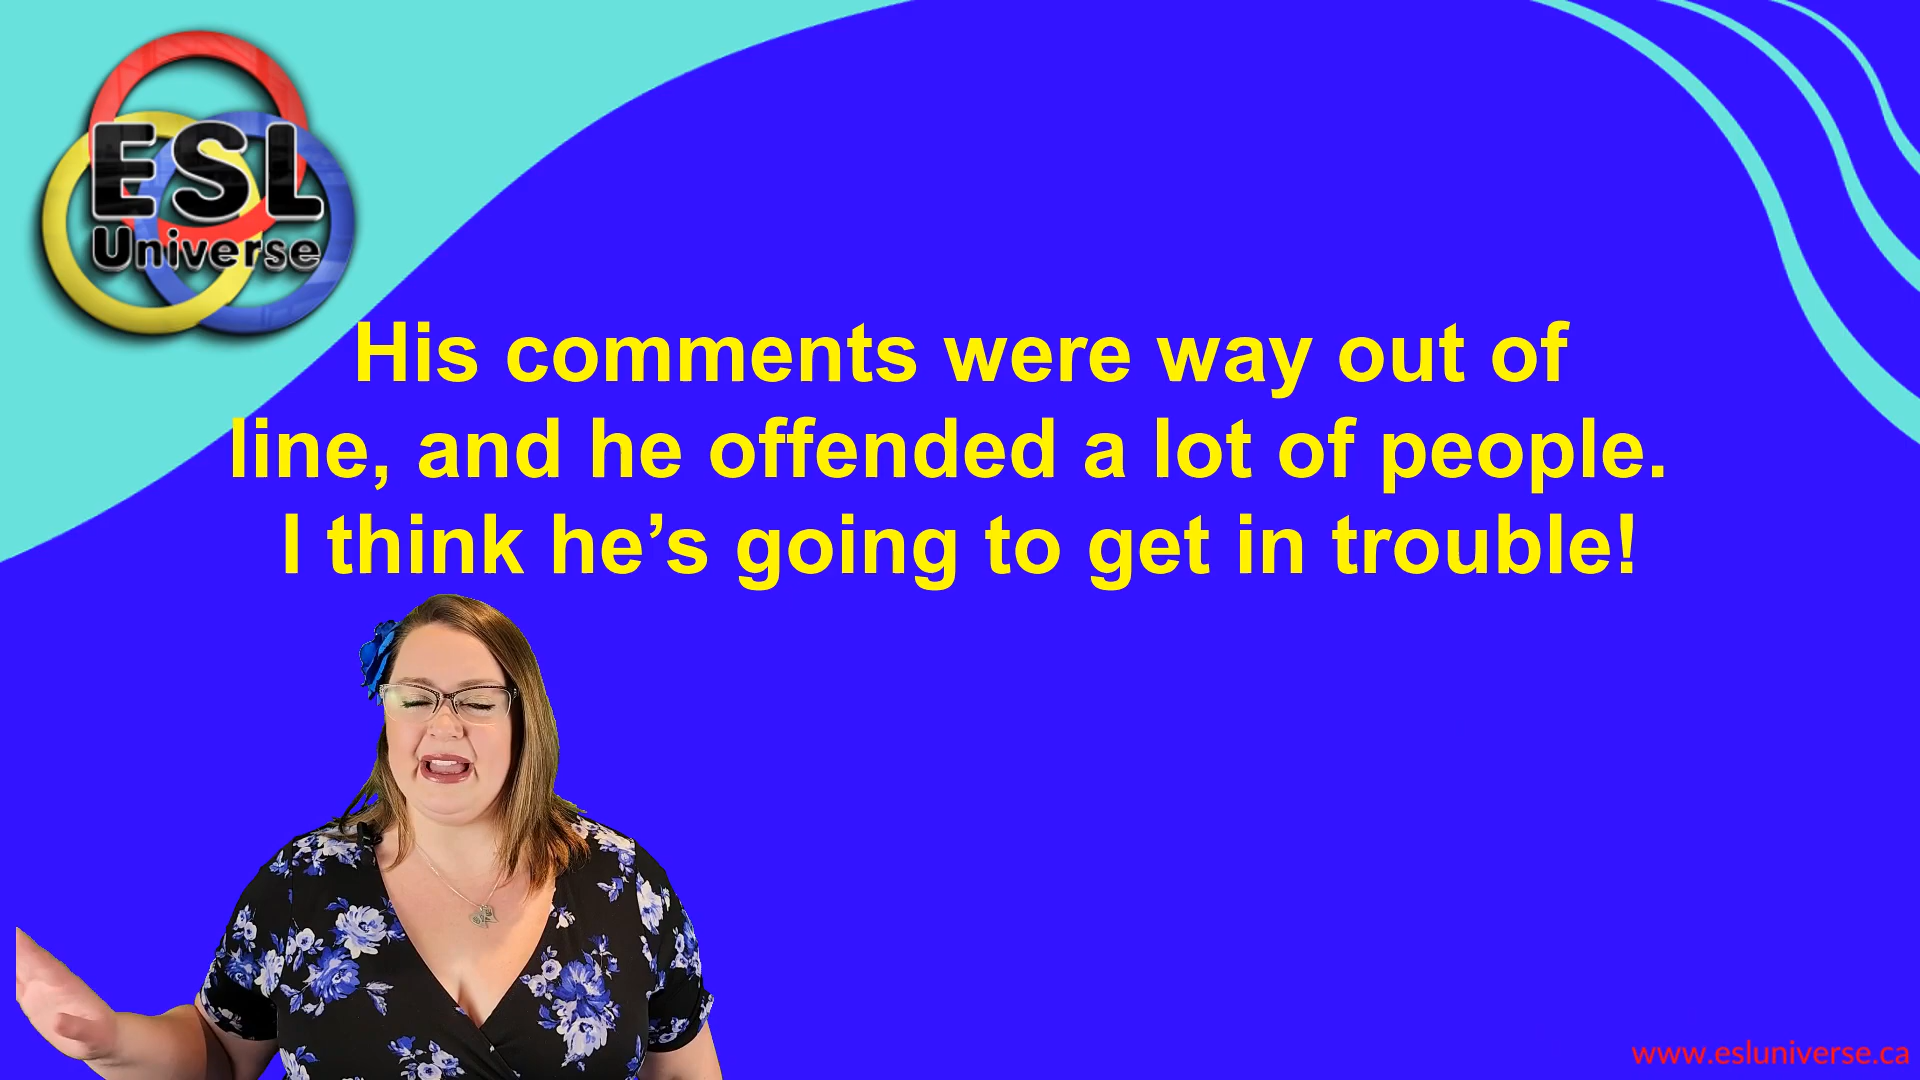 ESL
Universe
His comments were way out of
line, and he offended a lot of people.
I think he’s going to get in trouble!
www.esluniverse.ca